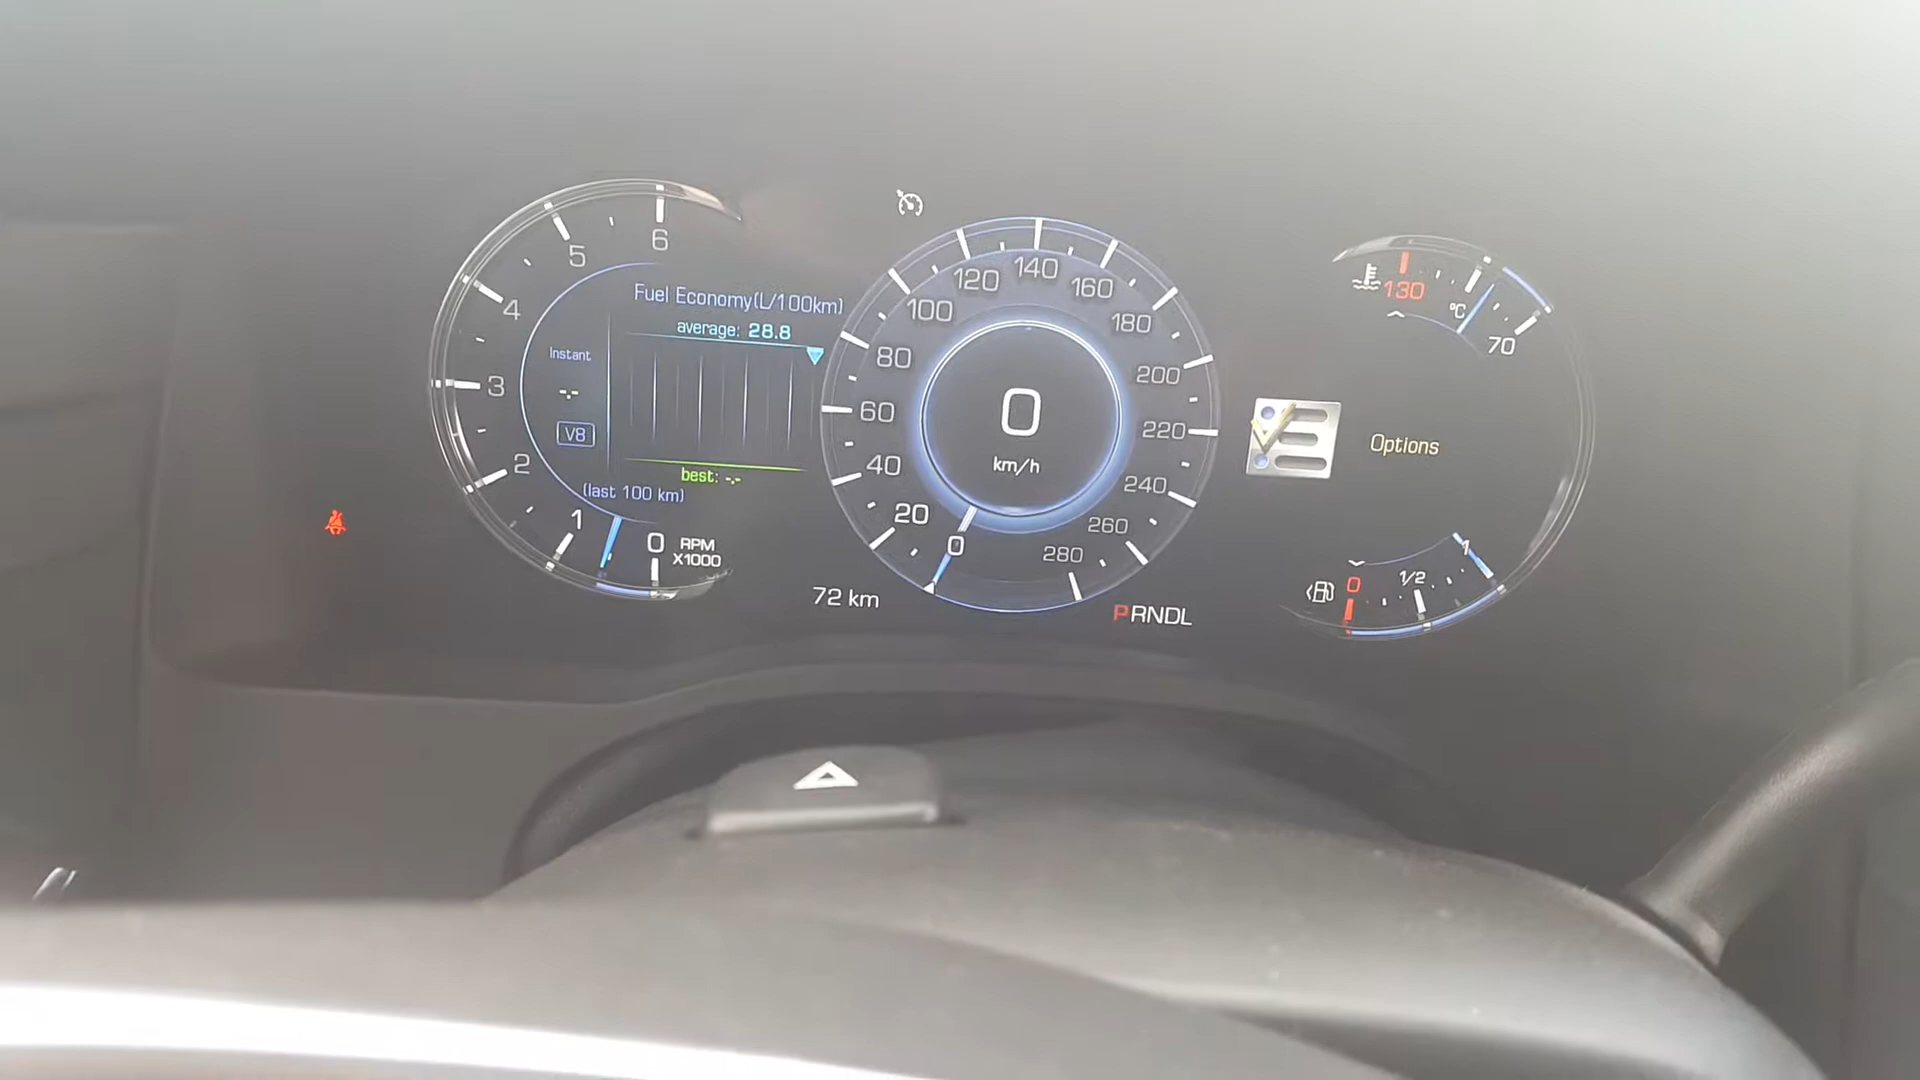 6
5
4
3
2
1
0
RPM
X1000
Fuel Economy(L/100km)
average: 28.8
Instant
-.-
V8
best: -.-
(last 100 km)
0
20
40
60
80
100
120
140
160
180
200
220
240
260
280
0
km/h
72 km
PRNDL
130
°C
70
Options
0
1/2
1